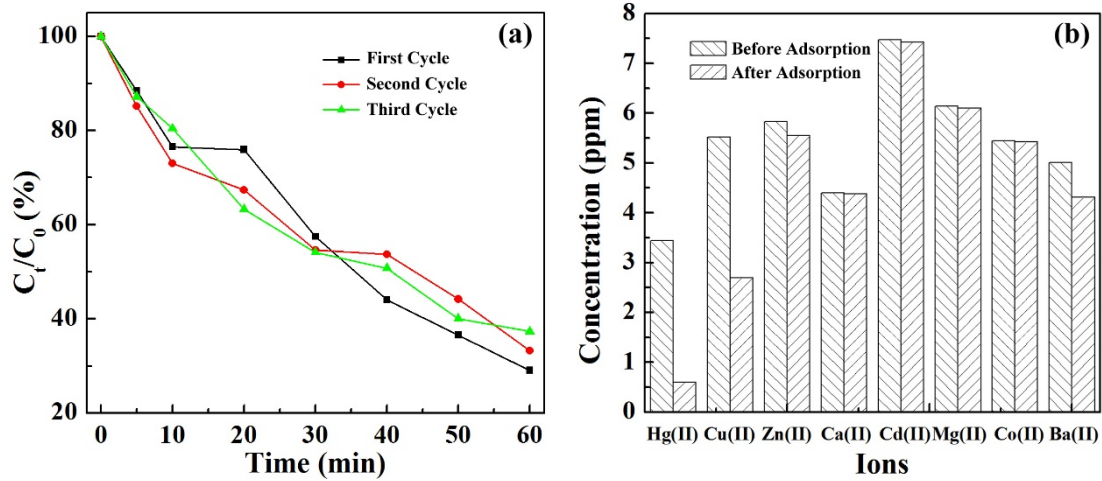 (a)
First Cycle
Second Cycle
Third Cycle
100
80
60
40
20
C_t/C_0 (%)
0 10 20 30 40 50 60
Time (min)
(b)
Before Adsorption
After Adsorption
8
7
6
5
4
3
2
1
0
Concentration (ppm)
Hg(II) Cu(II) Zn(II) Ca(II) Cd(II) Mg(II) Co(II) Ba(II)
Ions